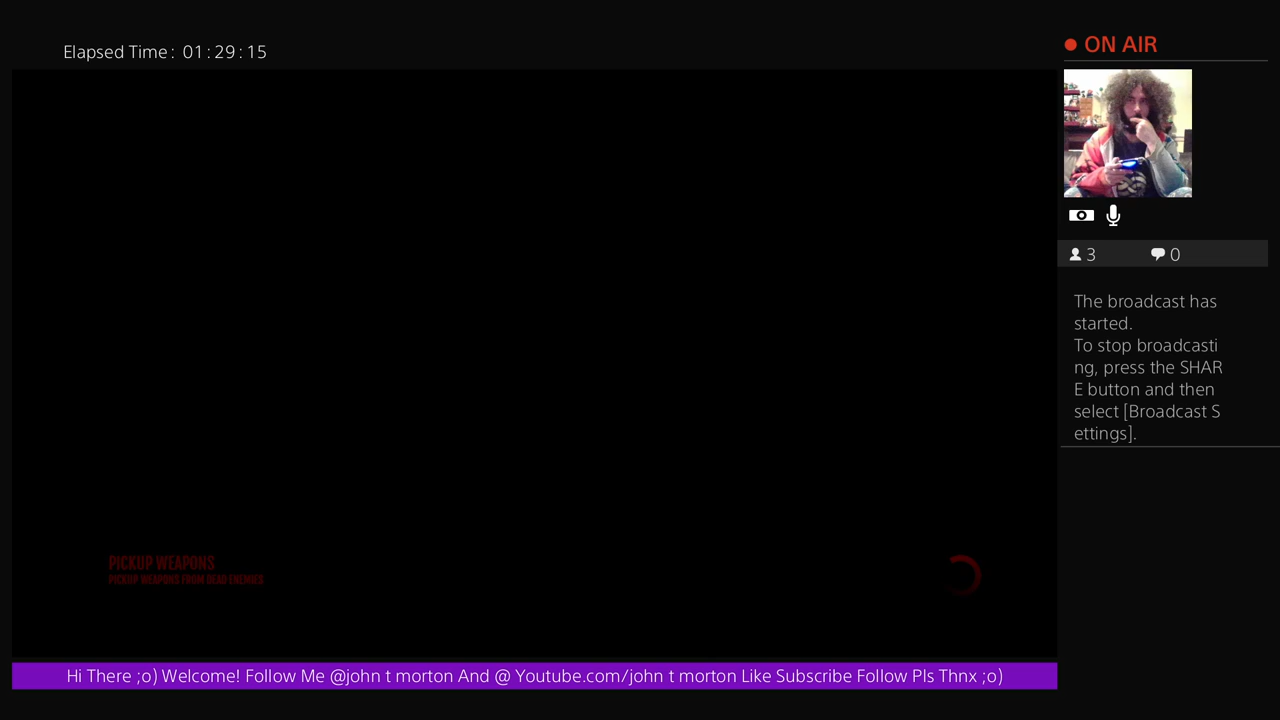 Elapsed Time: 01:29:15
ON AIR
3
0
The broadcast has
started.
To stop broadcasti
ng, press the SHAR
E button and then
select [Broadcast S
ettings].
PICKUP WEAPONS
PICKUP WEAPONS FROM DEAD ENEMIES
Hi There ;o) Welcome! Follow Me @john t morton And @ Youtube.com/john t morton Like Subscribe Follow Pls Thnx ;o)